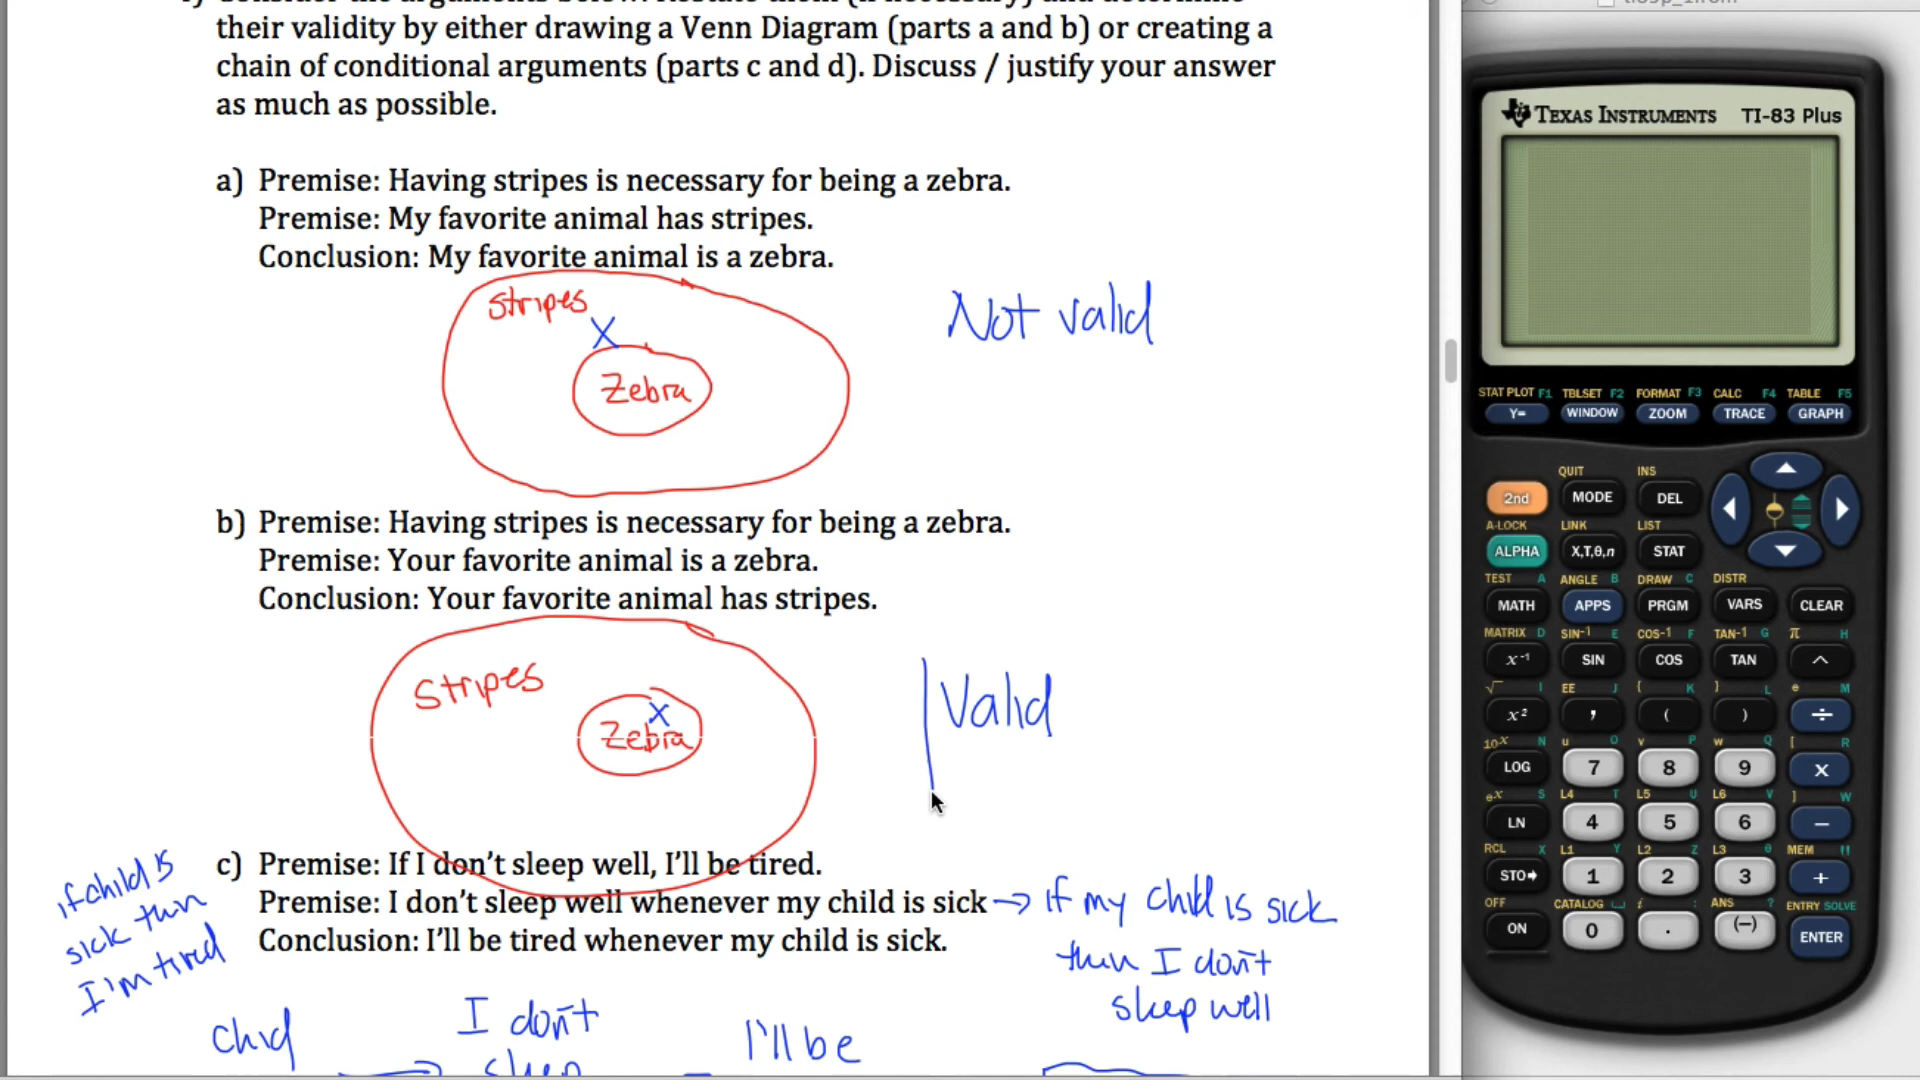 their validity by either drawing a Venn Diagram (parts a and b) or creating a
chain of conditional arguments (parts c and d). Discuss / justify your answer
as much as possible.
a) Premise: Having stripes is necessary for being a zebra.
Premise: My favorite animal has stripes.
Conclusion: My favorite animal is a zebra.
Stripes
X
Zebra
Not valid
b) Premise: Having stripes is necessary for being a zebra.
Premise: Your favorite animal is a zebra.
Conclusion: Your favorite animal has stripes.
Stripes
X
Zebra
Valid
c) Premise: If I don't sleep well, I'll be tired.
Premise: I don't sleep well whenever my child is sick → if my child is sick
Conclusion: I'll be tired whenever my child is sick.
then I don't
sleep well
if child is
sick then
I'm tired
I don't
sleep
I'll be
TEXAS INSTRUMENTS TI-83 Plus
STAT PLOT F1 TBLSET F2 FORMAT F3 CALC F4 TABLE F5
Y= WINDOW ZOOM TRACE GRAPH
QUIT INS
2nd MODE DEL
A-LOCK LINK LIST
ALPHA X,T,θ,n STAT
TEST A ANGLE B DRAW C DISTR
MATH APPS PRGM VARS CLEAR
MATRIX D SIN⁻¹ E COS⁻¹ F TAN⁻¹ G π H
x⁻¹ SIN COS TAN ^
√ I EE J { K } L e M
x² , ( ) ÷
10ˣ N u O v P w Q [ R
LOG 7 8 9 x
eˣ S L4 T L5 U L6 V ] W
LN 4 5 6 −
RCL X L1 Y L2 Z L3 θ MEM "
STO➔ 1 2 3 +
OFF CATALOG ⎵ i : ANS ? ENTRY SOLVE
ON 0 . (−) ENTER